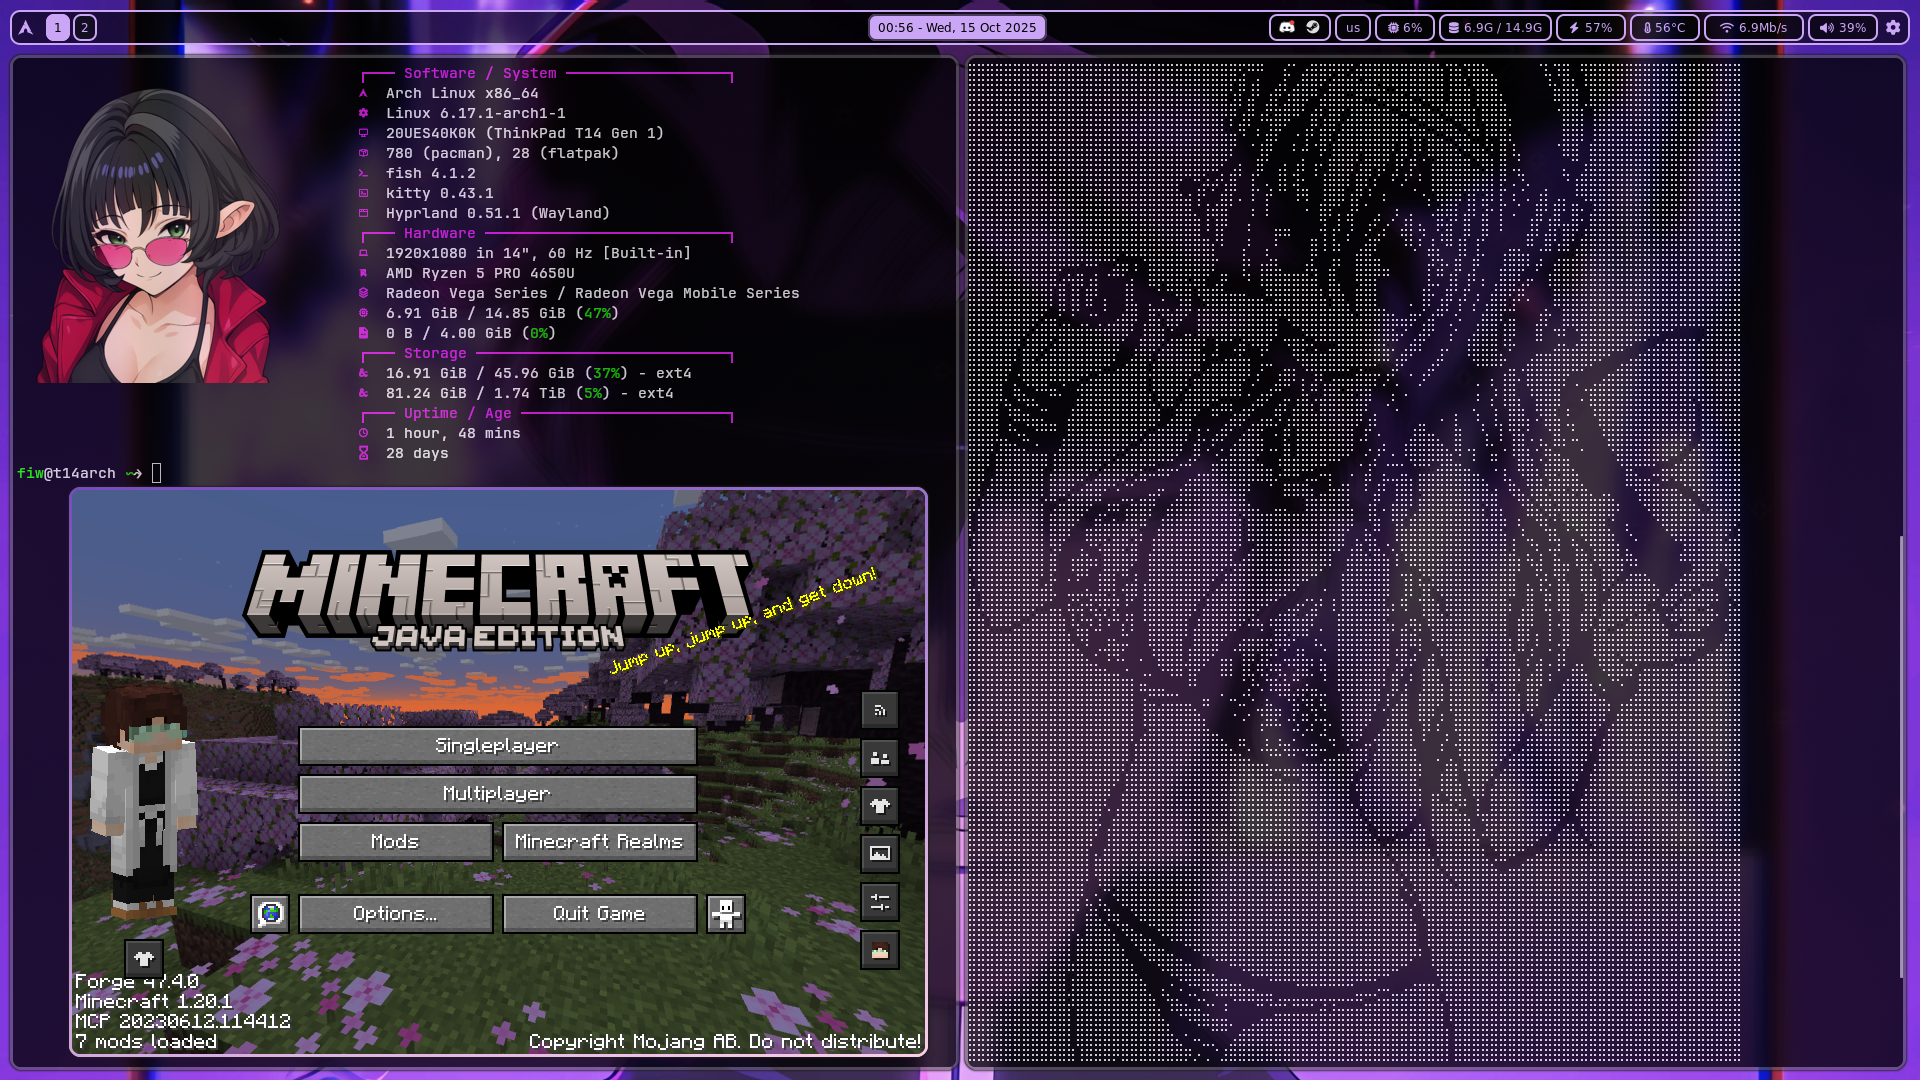 1 2
00:56 - Wed, 15 Oct 2025
us
6%
6.9G / 14.9G
57%
56°C
6.9Mb/s
39%
Software / System
Arch Linux x86_64
Linux 6.17.1-arch1-1
20UES40K0K (ThinkPad T14 Gen 1)
780 (pacman), 28 (flatpak)
fish 4.1.2
kitty 0.43.1
Hyprland 0.51.1 (Wayland)
Hardware
1920x1080 in 14", 60 Hz [Built-in]
AMD Ryzen 5 PRO 4650U
Radeon Vega Series / Radeon Vega Mobile Series
6.91 GiB / 14.85 GiB (47%)
0 B / 4.00 GiB (0%)
Storage
16.91 GiB / 45.96 GiB (37%) - ext4
81.24 GiB / 1.74 TiB (5%) - ext4
Uptime / Age
1 hour, 48 mins
28 days
fiw@t14arch ⤳
MINECRAFT
JAVA EDITION
Jump up, jump up, and get down!
Singleplayer
Multiplayer
Mods
Minecraft Realms
Options...
Quit Game
Forge 47.4.0
Minecraft 1.20.1
MCP 20230612.114412
7 mods loaded
Copyright Mojang AB. Do not distribute!